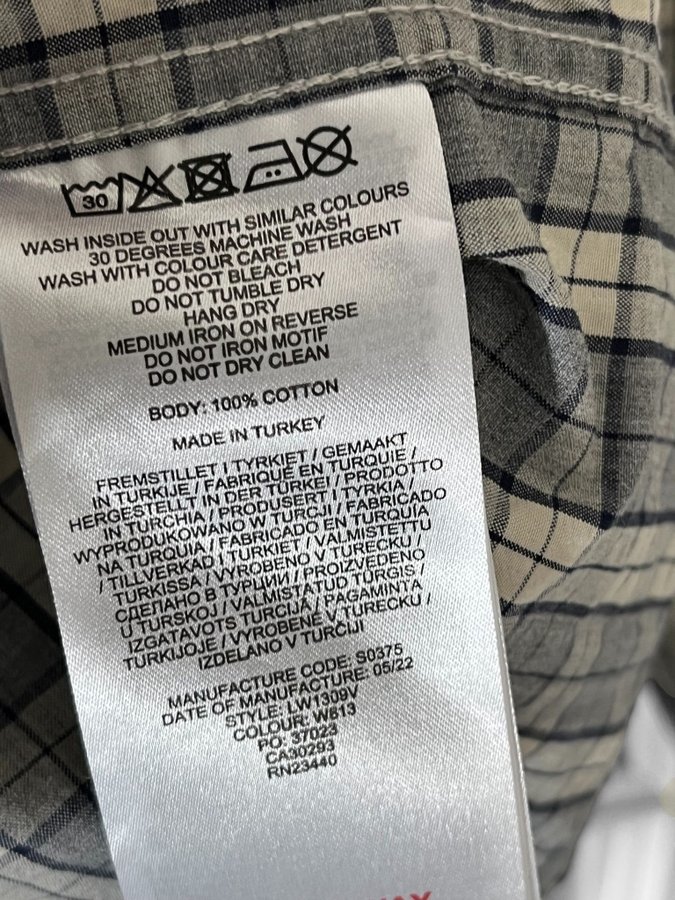 30
WASH INSIDE OUT WITH SIMILAR COLOURS
30 DEGREES MACHINE WASH
WASH WITH COLOUR CARE DETERGENT
DO NOT BLEACH
DO NOT TUMBLE DRY
HANG DRY
MEDIUM IRON ON REVERSE
DO NOT IRON MOTIF
DO NOT DRY CLEAN
BODY: 100% COTTON
MADE IN TURKEY
FREMSTILLET I TYRKIET / GEMAAKT
IN TURKIJE / FABRIQUÉ EN TURQUIE /
HERGESTELLT IN DER TÜRKEI / PRODOTTO
IN TURCHIA / PRODUSERT I TYRKIA /
WYPRODUKOWANO W TURCJI / FABRICADO
NA TURQUIA / FABRICADO EN TURQUÍA
/ TILLVERKAD I TURKIET / VALMISTETTU
TURKISSA / VYROBENO V TURECKU /
СДЕЛАНО В ТУРЦИИ / PROIZVEDENO
U TURSKOJ / VALMISTATUD TÜRGIS /
IZGATAVOTS TURCIJĀ / PAGAMINTA
TURKIJOJE / VYROBENÉ V TURECKU /
IZDELANO V TURČIJI
MANUFACTURE CODE: S0375
DATE OF MANUFACTURE: 05/22
STYLE: LW1309V
COLOUR: W813
PO: 37023
CA30293
RN23440